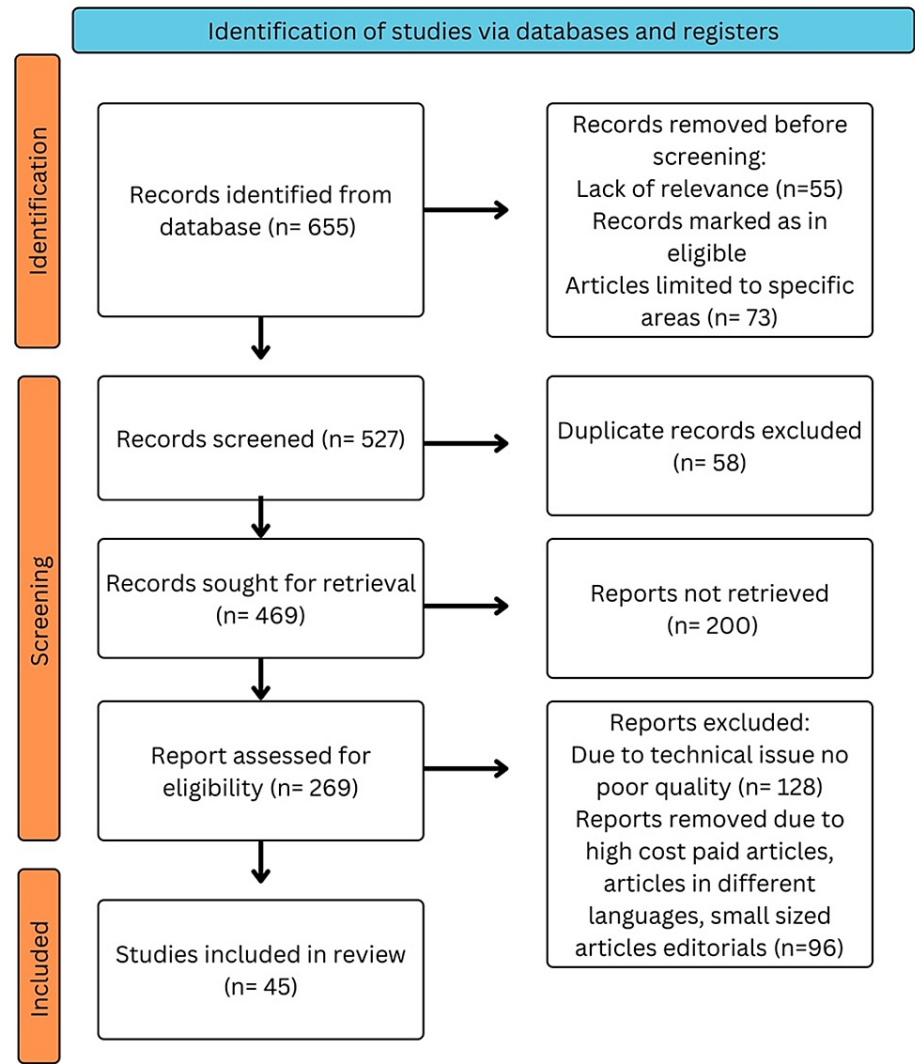 Identification of studies via databases and registers
Identification
Records identified from
database (n= 655)
Records removed before
screening:
Lack of relevance (n=55)
Records marked as in
eligible
Articles limited to specific
areas (n= 73)
Screening
Records screened (n= 527)
Duplicate records excluded
(n= 58)
Records sought for retrieval
(n= 469)
Reports not retrieved
(n= 200)
Report assessed for
eligibility (n= 269)
Reports excluded:
Due to technical issue no
poor quality (n= 128)
Reports removed due to
high cost paid articles,
articles in different
languages, small sized
articles editorials (n=96)
Included
Studies included in review
(n= 45)